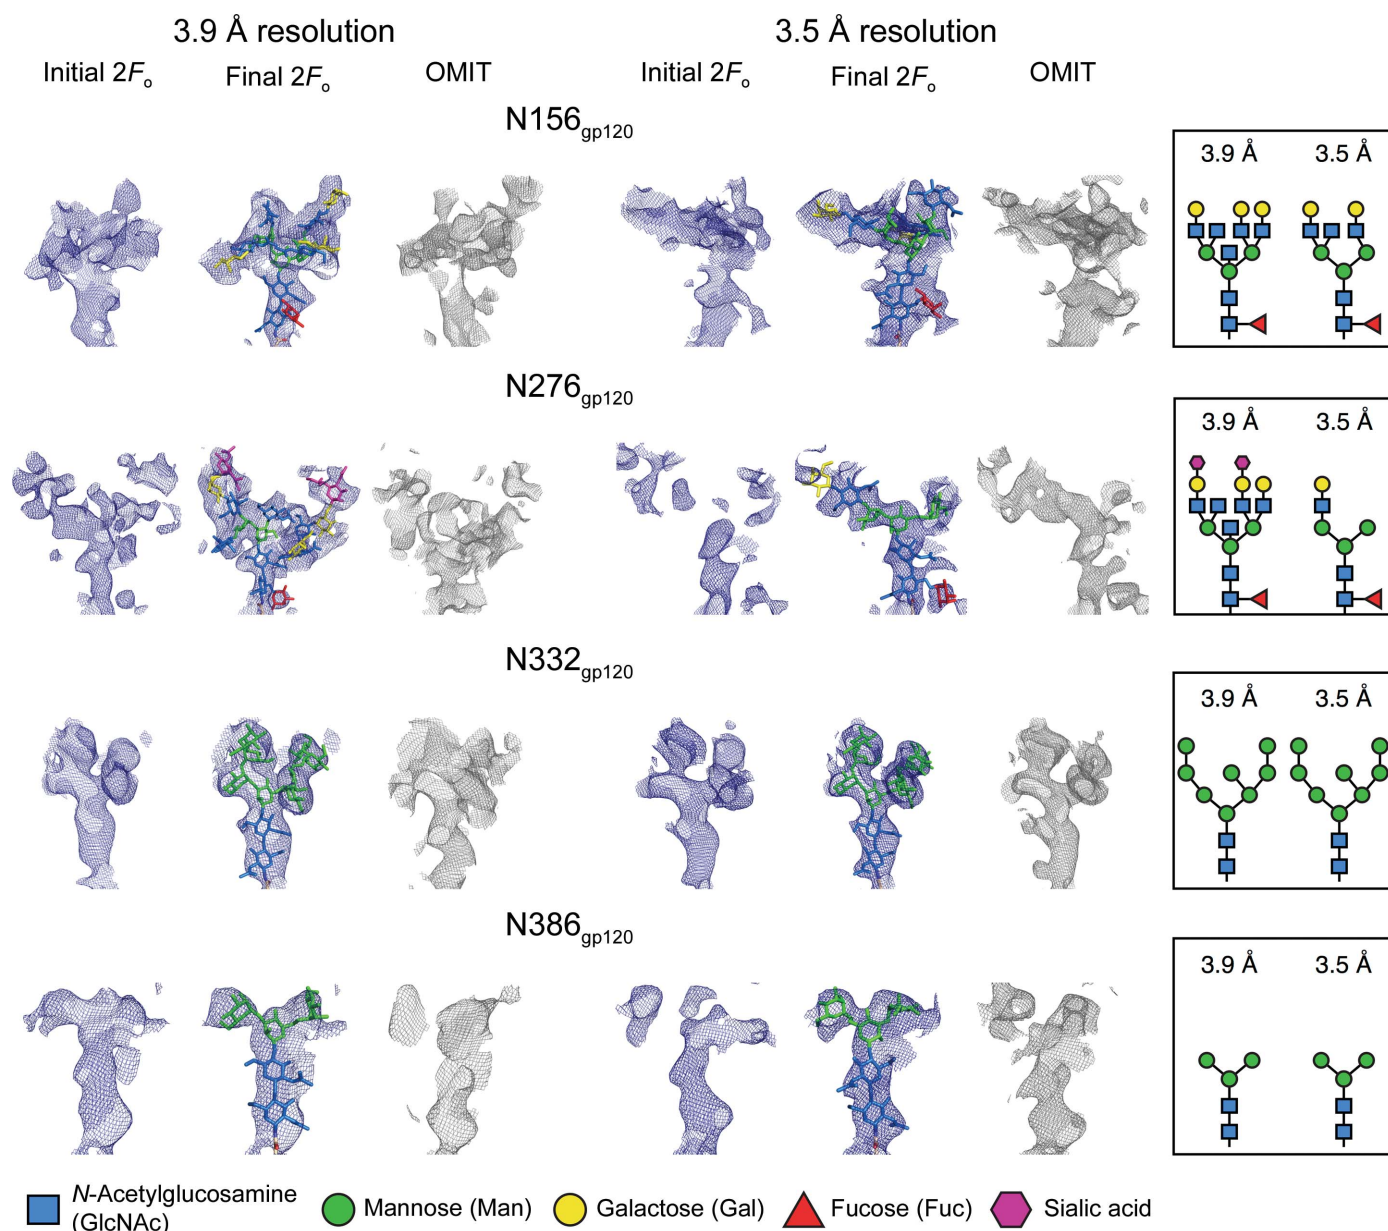 3.9 Å resolution 3.5 Å resolution
Initial 2Fo Final 2Fo OMIT Initial 2Fo Final 2Fo OMIT
N156gp120
3.9 Å 3.5 Å
N276gp120
3.9 Å 3.5 Å
N332gp120
3.9 Å 3.5 Å
N386gp120
3.9 Å 3.5 Å
N-Acetylglucosamine
(GlcNAc)
Mannose (Man)
Galactose (Gal)
Fucose (Fuc)
Sialic acid